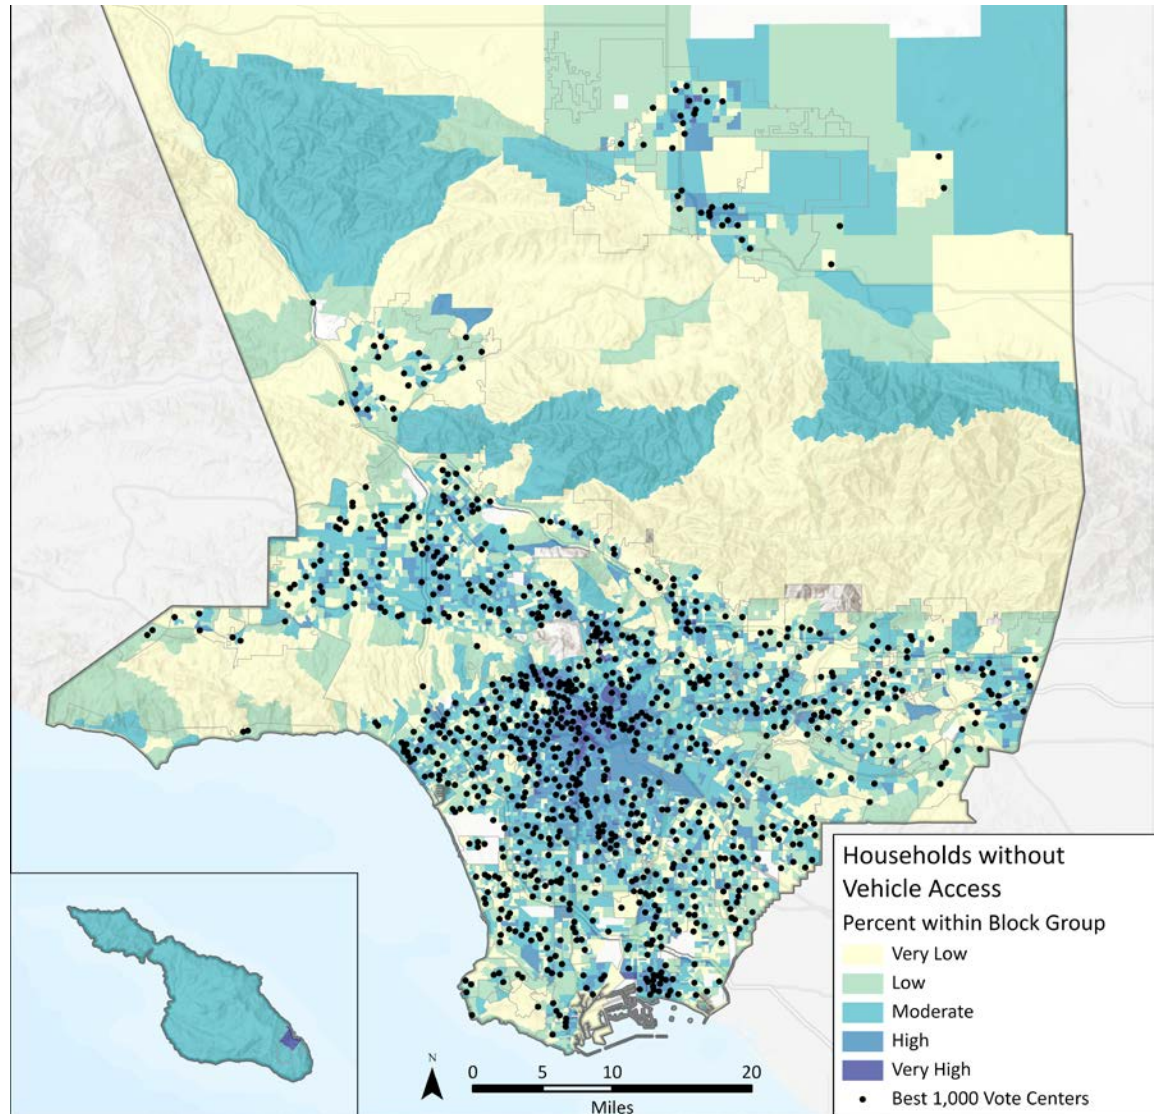 Households without
Vehicle Access
Percent within Block Group
Very Low
Low
Moderate
High
Very High
Best 1,000 Vote Centers
N
0 5 10 20
Miles